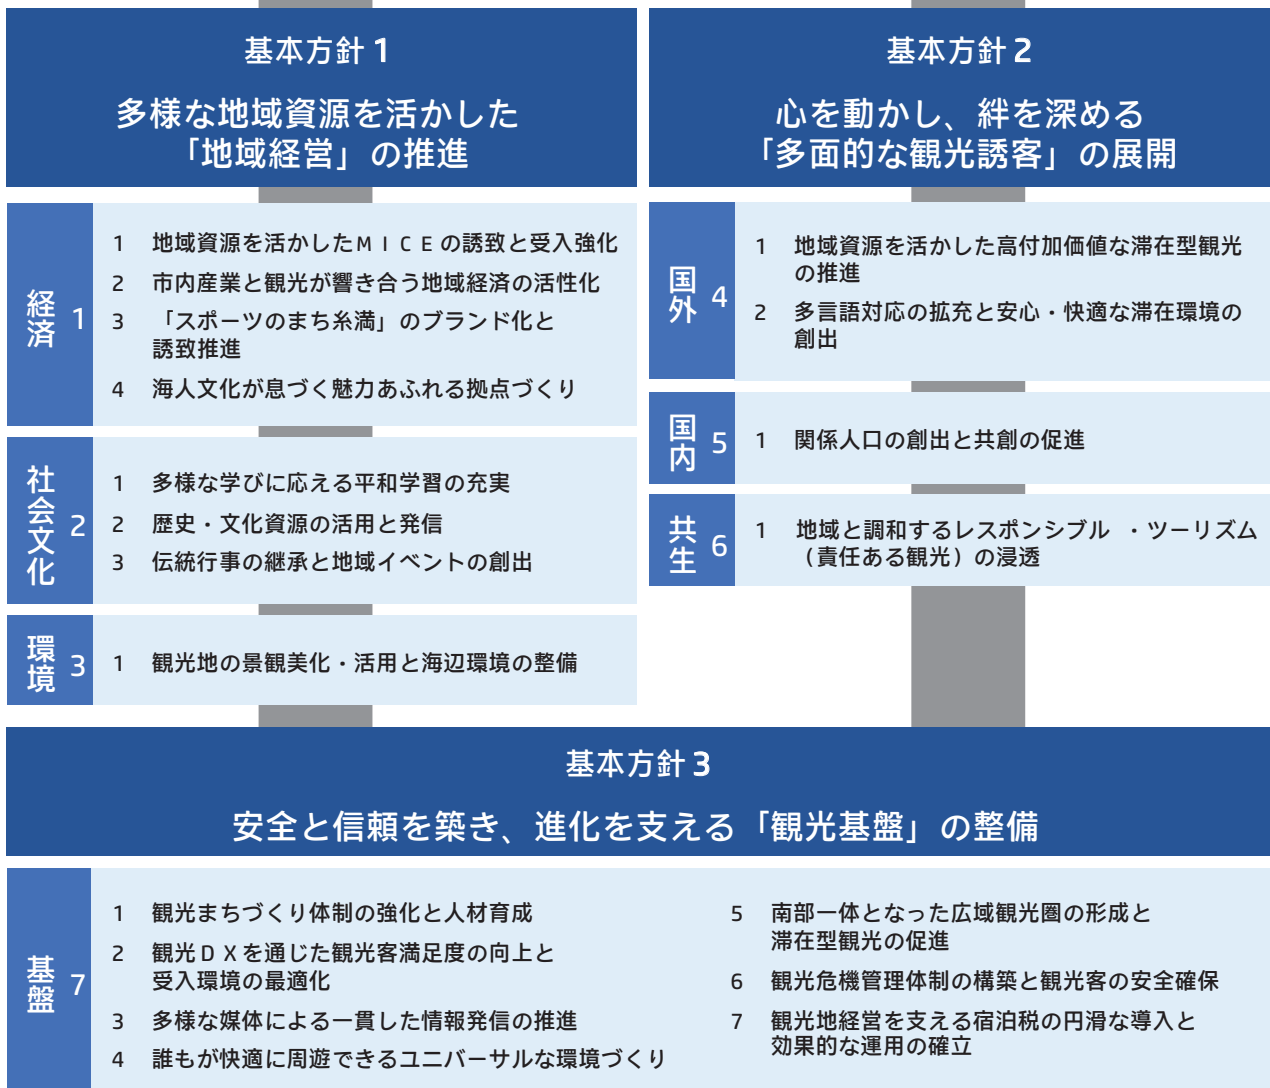 基本方針1
多様な地域資源を活かした
「地域経営」の推進
経済 1
1 地域資源を活かしたMICEの誘致と受入強化
2 市内産業と観光が響き合う地域経済の活性化
3 「スポーツのまち糸満」のブランド化と
誘致推進
4 海人文化が息づく魅力あふれる拠点づくり
社会文化 2
1 多様な学びに応える平和学習の充実
2 歴史・文化資源の活用と発信
3 伝統行事の継承と地域イベントの創出
環境 3
1 観光地の景観美化・活用と海辺環境の整備
基本方針2
心を動かし、絆を深める
「多面的な観光誘客」の展開
国外 4
1 地域資源を活かした高付加価値な滞在型観光
の推進
2 多言語対応の拡充と安心・快適な滞在環境の
創出
国内 5
1 関係人口の創出と共創の促進
共生 6
1 地域と調和するレスポンシブル ・ツーリズム
(責任ある観光)の浸透
基本方針3
安全と信頼を築き、進化を支える「観光基盤」の整備
基盤 7
1 観光まちづくり体制の強化と人材育成
2 観光DXを通じた観光客満足度の向上と
受入環境の最適化
3 多様な媒体による一貫した情報発信の推進
4 誰もが快適に周遊できるユニバーサルな環境づくり
5 南部一体となった広域観光圏の形成と
滞在型観光の促進
6 観光危機管理体制の構築と観光客の安全確保
7 観光地経営を支える宿泊税の円滑な導入と
効果的な運用の確立